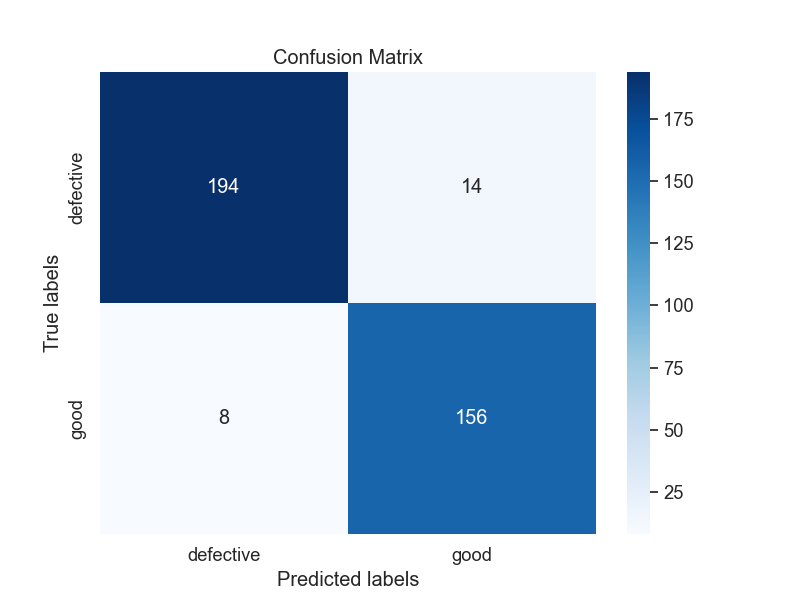 Confusion Matrix
defective
194
14
good
8
156
True labels
defective
good
Predicted labels
175
150
125
100
75
50
25